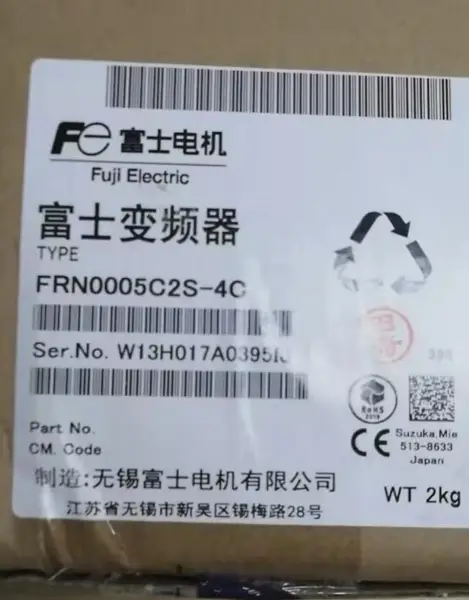 Fe 富士电机
Fuji Electric
富士变频器
TYPE
FRN0005C2S-4C
Ser.No. W13H017A0395
RoHS
Part No.
CM. Code
CE
Suzuka,Mie
513-8633
Japan
制造:无锡富士电机有限公司
江苏省无锡市新吴区锡梅路28号
WT 2kg